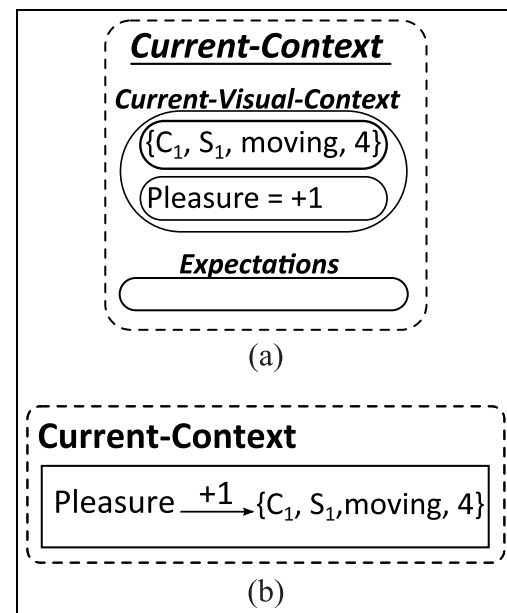 Current-Context
Current-Visual-Context
{C₁, S₁, moving, 4}
Pleasure = +1
Expectations
(a)
Current-Context
Pleasure +1 {C₁, S₁,moving, 4}
(b)